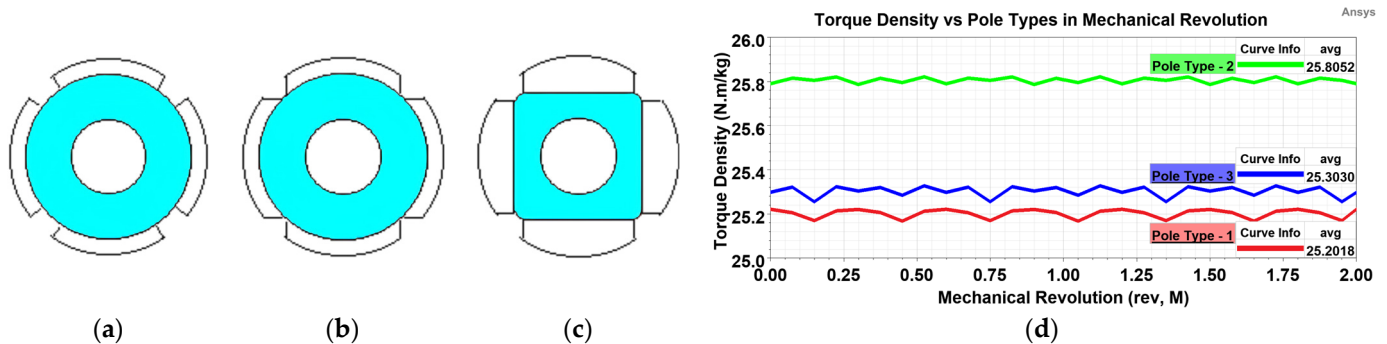 Ansys
Torque Density vs Pole Types in Mechanical Revolution
Torque Density (N.m/kg)
26.0
25.8
25.6
25.4
25.2
25.0
Curve Info avg
Pole Type - 2 25.8052
Curve Info avg
Pole Type - 3 25.3030
Pole Type - 1 Curve Info avg
25.2018
0.00 0.25 0.50 0.75 1.00 1.25 1.50 1.75 2.00
Mechanical Revolution (rev, M)
(a) (b) (c) (d)